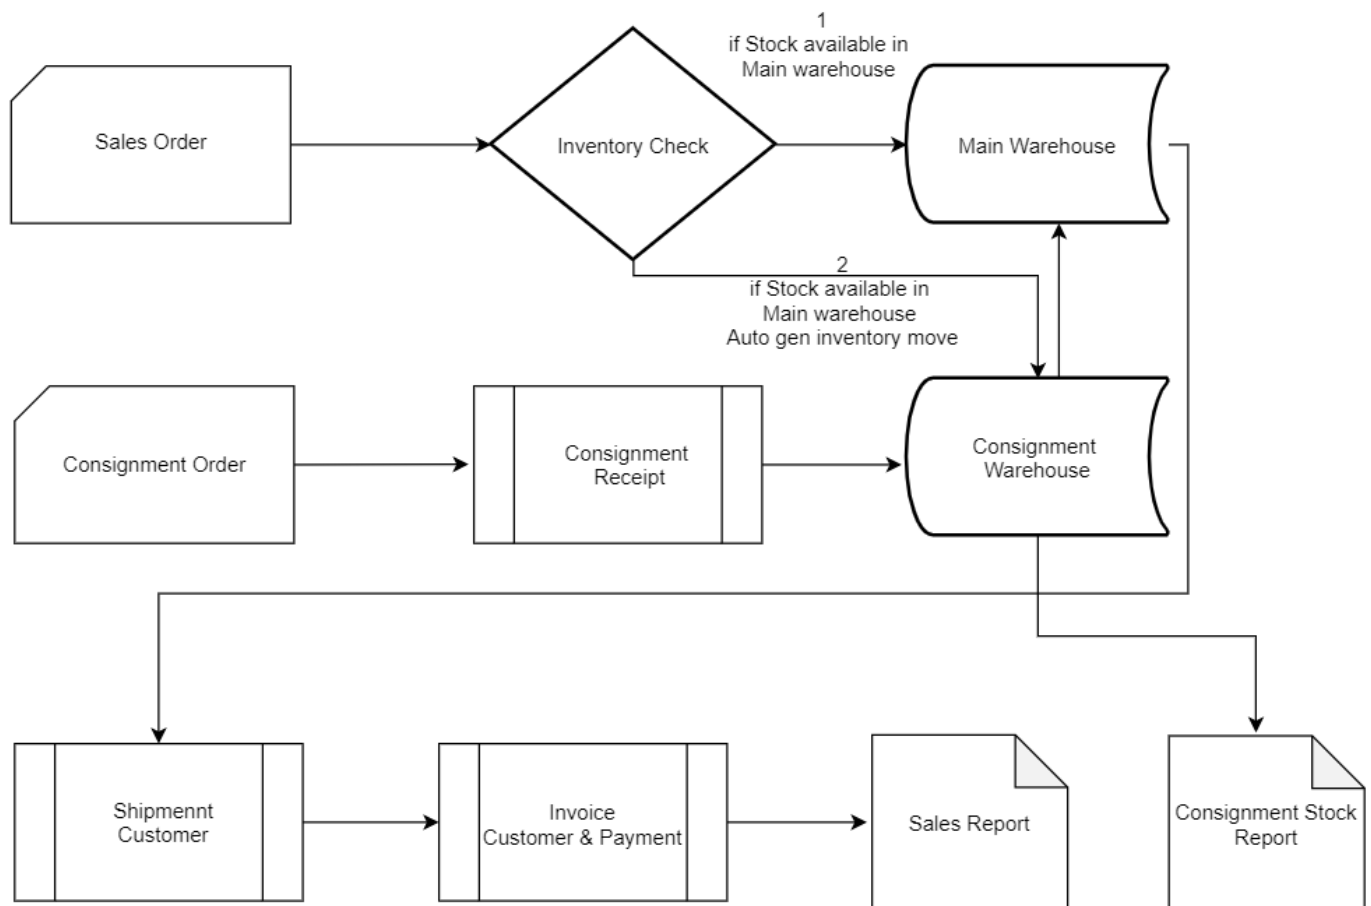 1
if Stock available in
Main warehouse
Sales Order
Inventory Check
Main Warehouse
2
if Stock available in
Main warehouse
Auto gen inventory move
Consignment Order
Consignment
Receipt
Consignment
Warehouse
Shipmennt
Customer
Invoice
Customer & Payment
Sales Report
Consignment Stock
Report